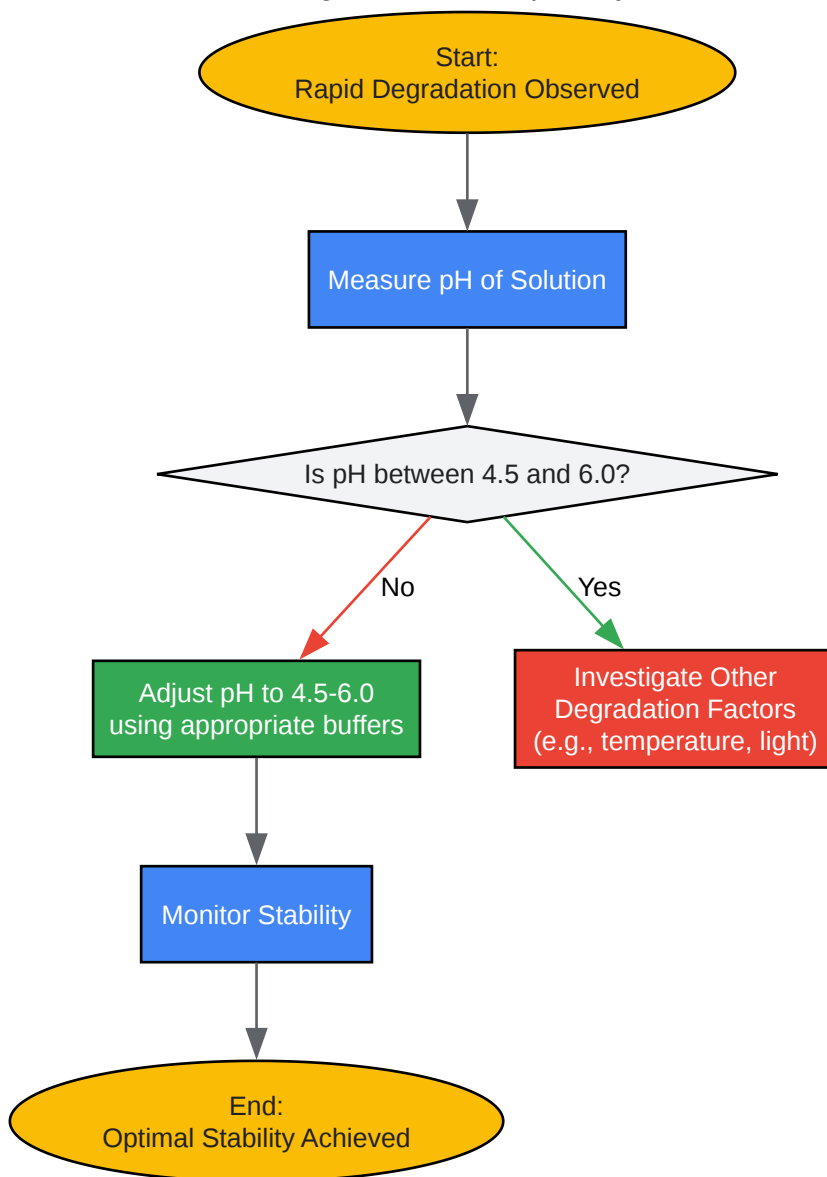 Start:
Rapid Degradation Observed
Measure pH of Solution
Is pH between 4.5 and 6.0?
No
Yes
Adjust pH to 4.5-6.0
using appropriate buffers
Investigate Other
Degradation Factors
(e.g., temperature, light)
Monitor Stability
End:
Optimal Stability Achieved